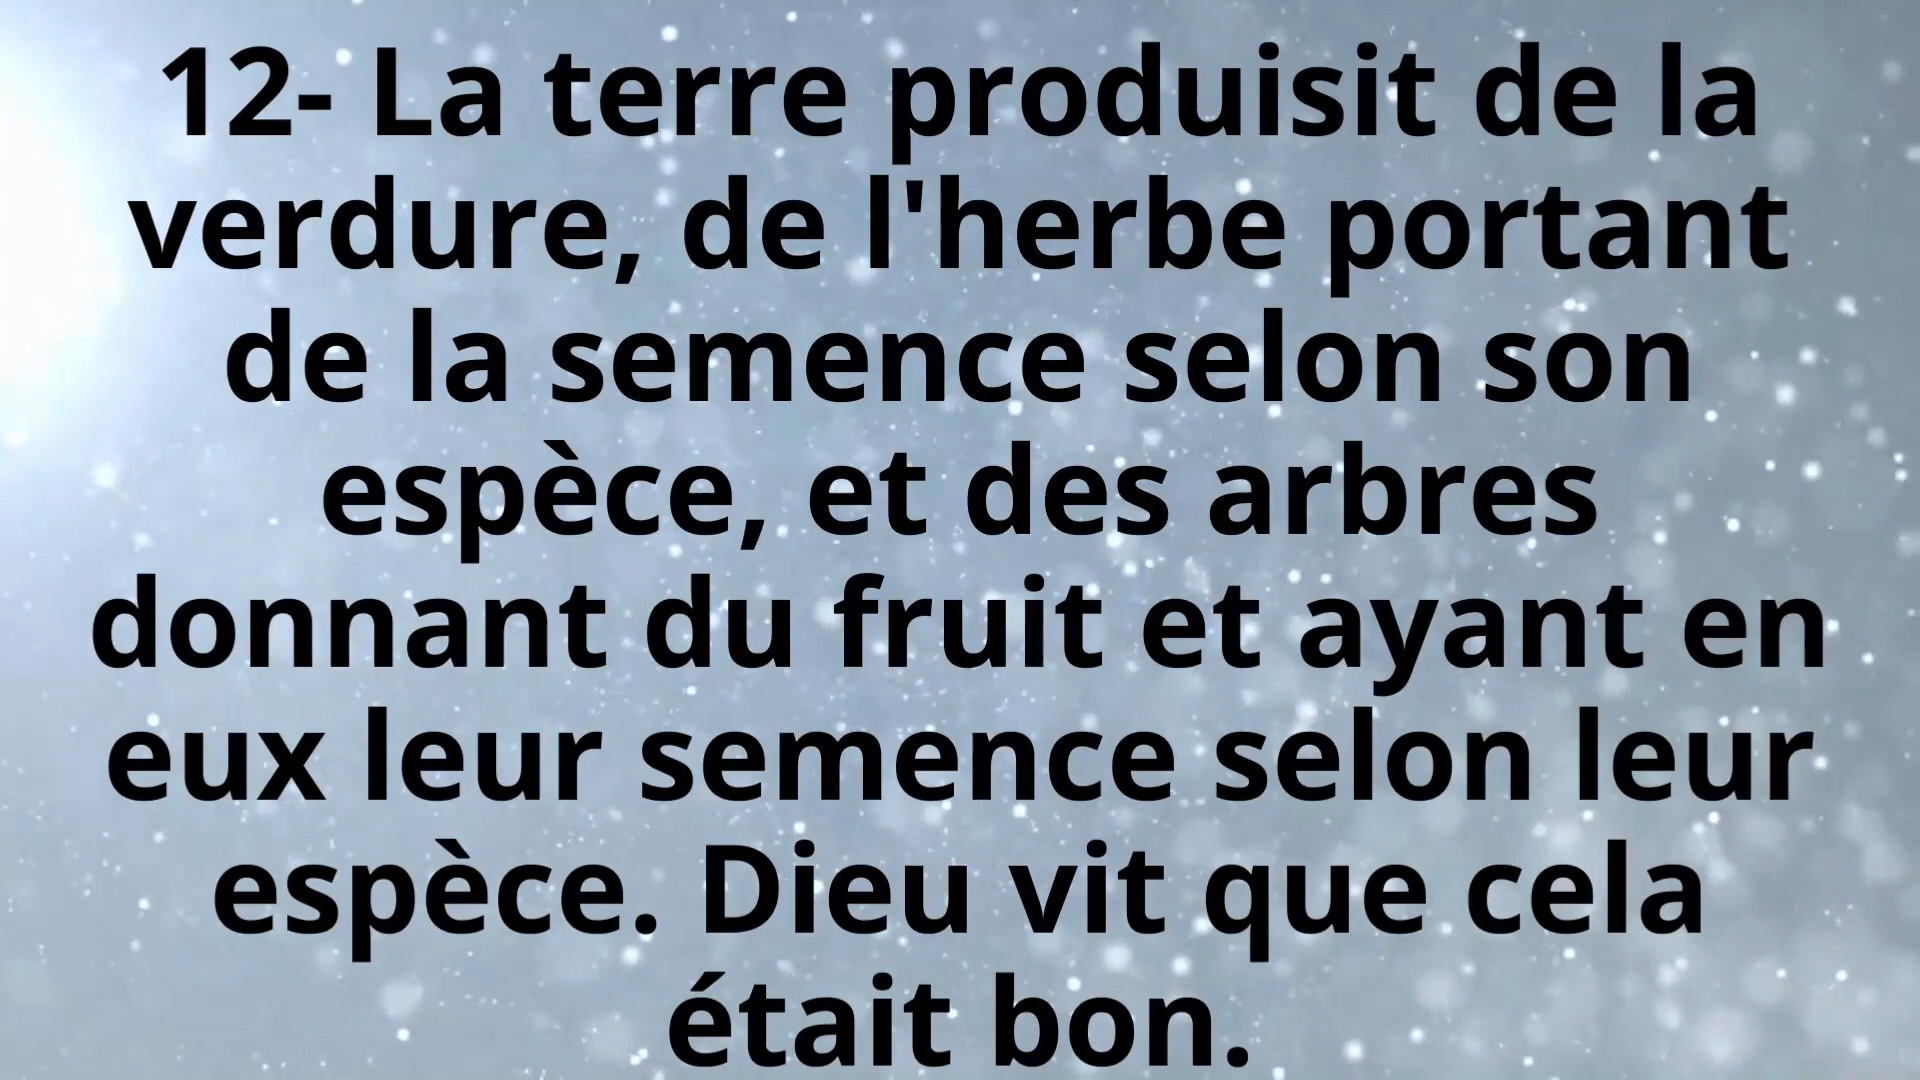 12- La terre produisit de la
verdure, de l'herbe portant
de la semence selon son
espèce, et des arbres
donnant du fruit et ayant en
eux leur semence selon leur
espèce. Dieu vit que cela
était bon.